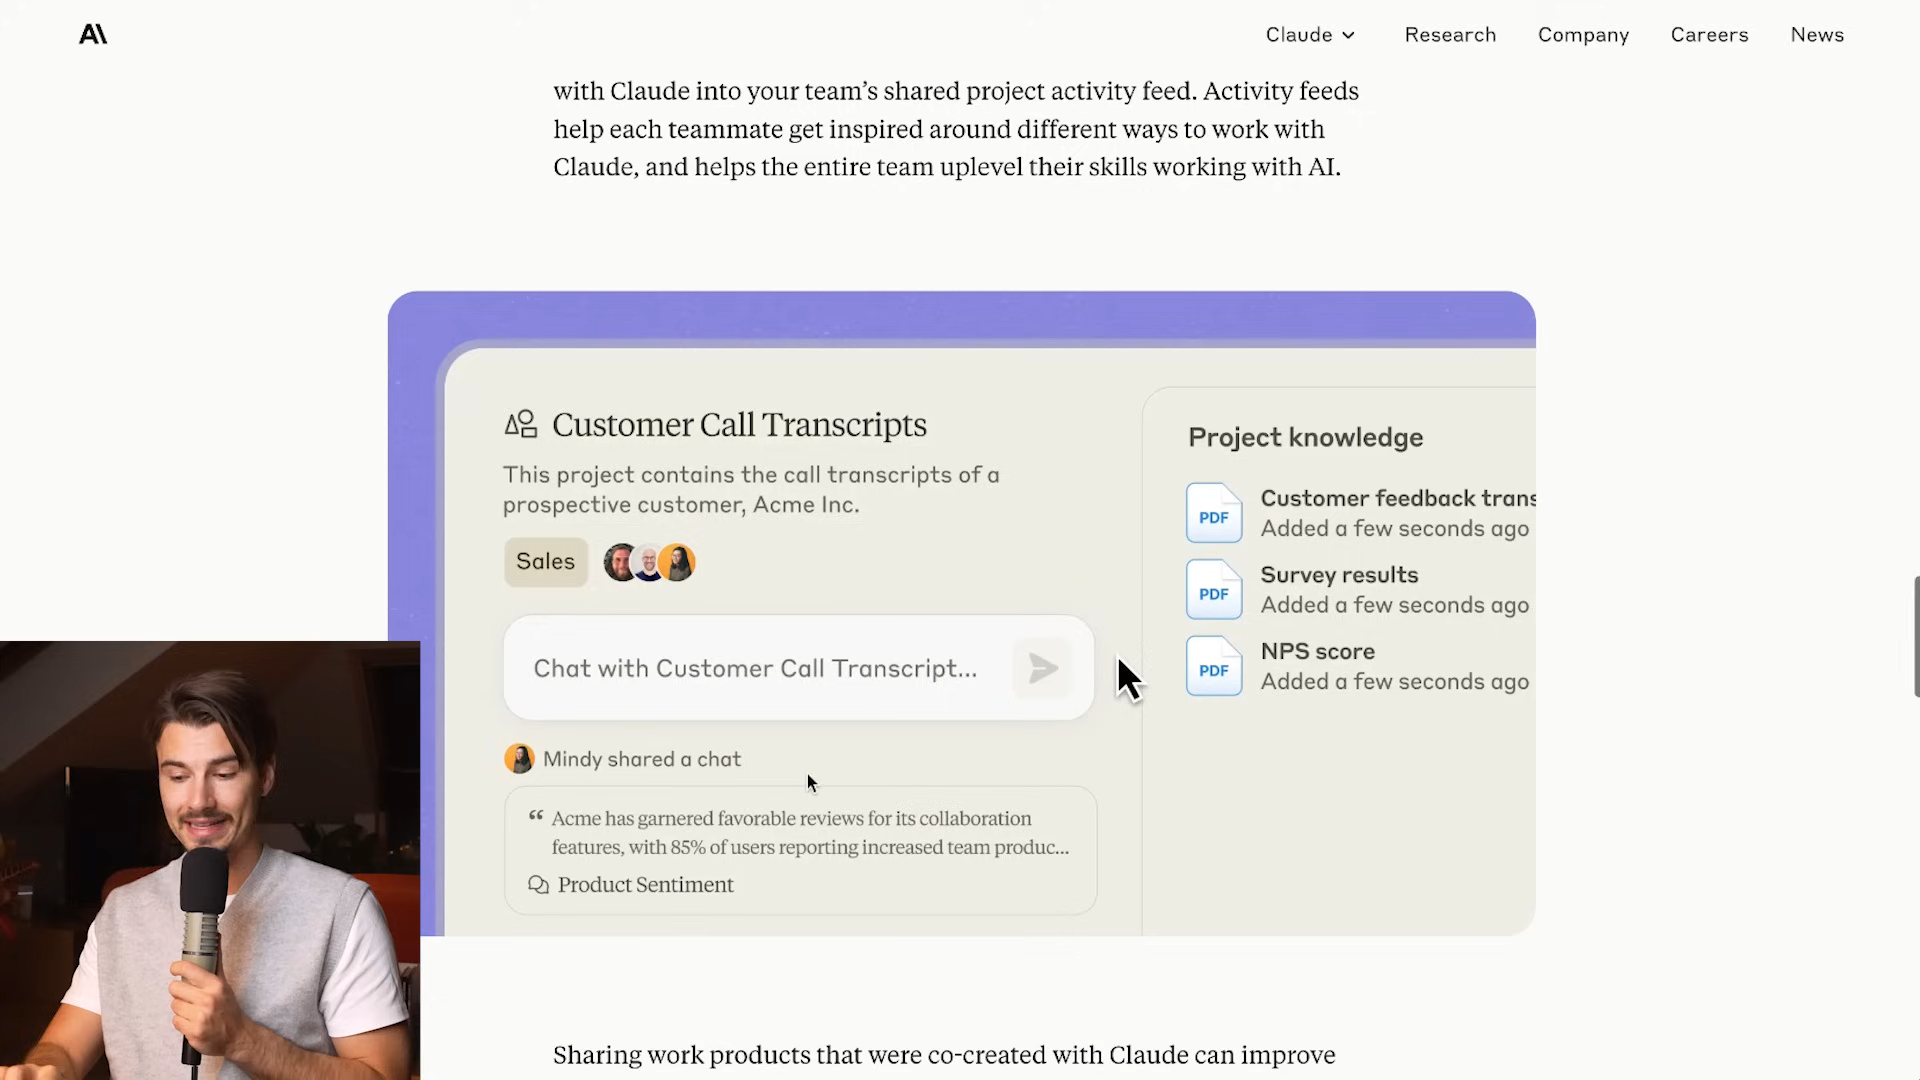 Claude
Research
Company
Careers
News
with Claude into your team’s shared project activity feed. Activity feeds
help each teammate get inspired around different ways to work with
Claude, and helps the entire team uplevel their skills working with AI.
Customer Call Transcripts
This project contains the call transcripts of a
prospective customer, Acme Inc.
Sales
Chat with Customer Call Transcript...
Mindy shared a chat
“ Acme has garnered favorable reviews for its collaboration
features, with 85% of users reporting increased team produc...
Product Sentiment
Project knowledge
PDF
Customer feedback trans
Added a few seconds ago
PDF
Survey results
Added a few seconds ago
PDF
NPS score
Added a few seconds ago
Sharing work products that were co-created with Claude can improve